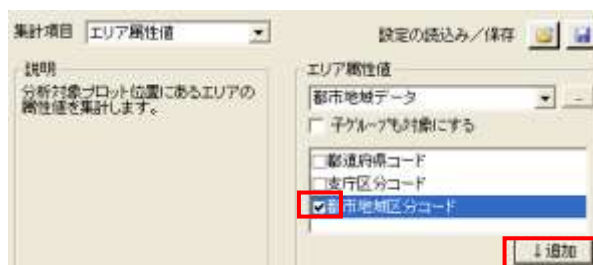 集計項目 エリア属性値 設定の読込み／保存
説明
分析対象プロット位置にあるエリアの
属性値を集計します。
エリア属性値
都市地域データ
子グループも対象にする
都道府県コード
支庁区分コード
都市地域区分コード
↓追加